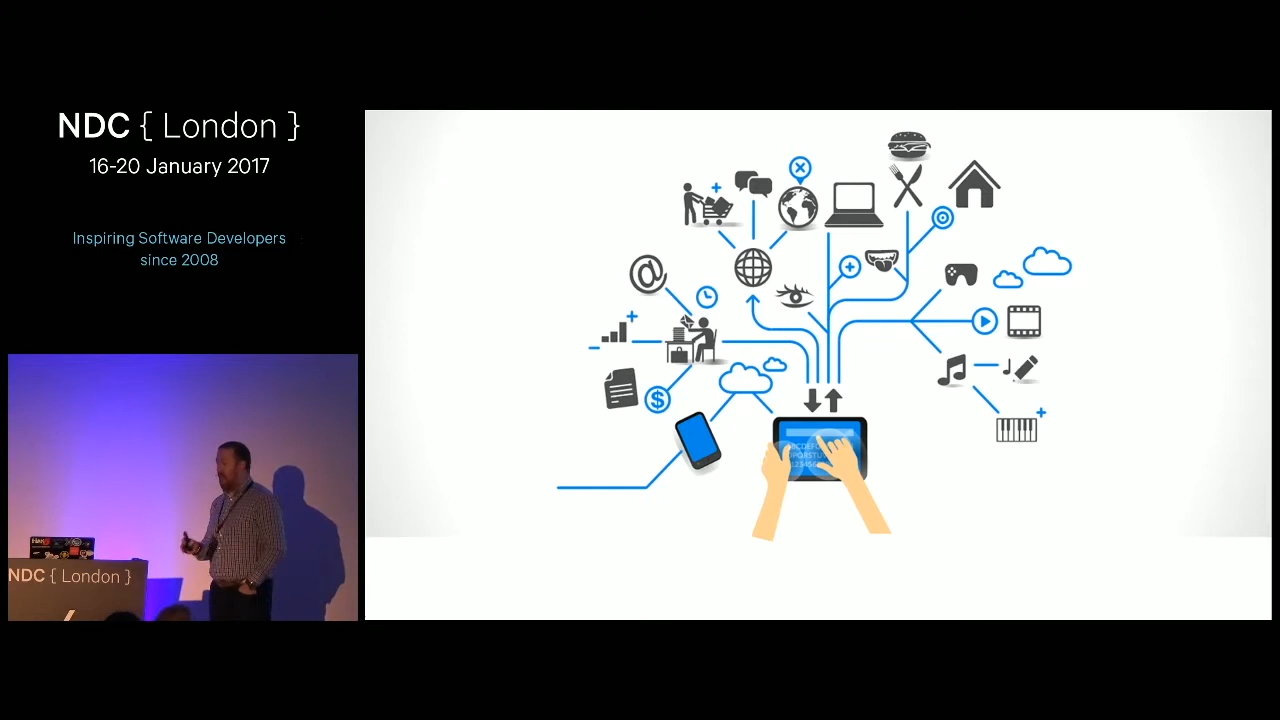 NDC { London }
16-20 January 2017
Inspiring Software Developers
since 2008
NDC { London }
@
$